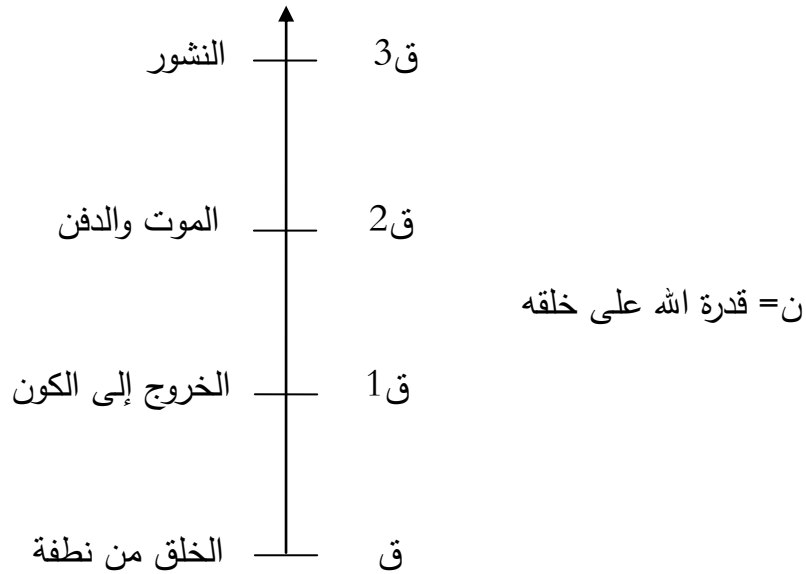 ق3 النشور
ق2 الموت والدفن
ن= قدرة الله على خلقه
ق1 الخروج إلى الكون
ق الخلق من نطفة